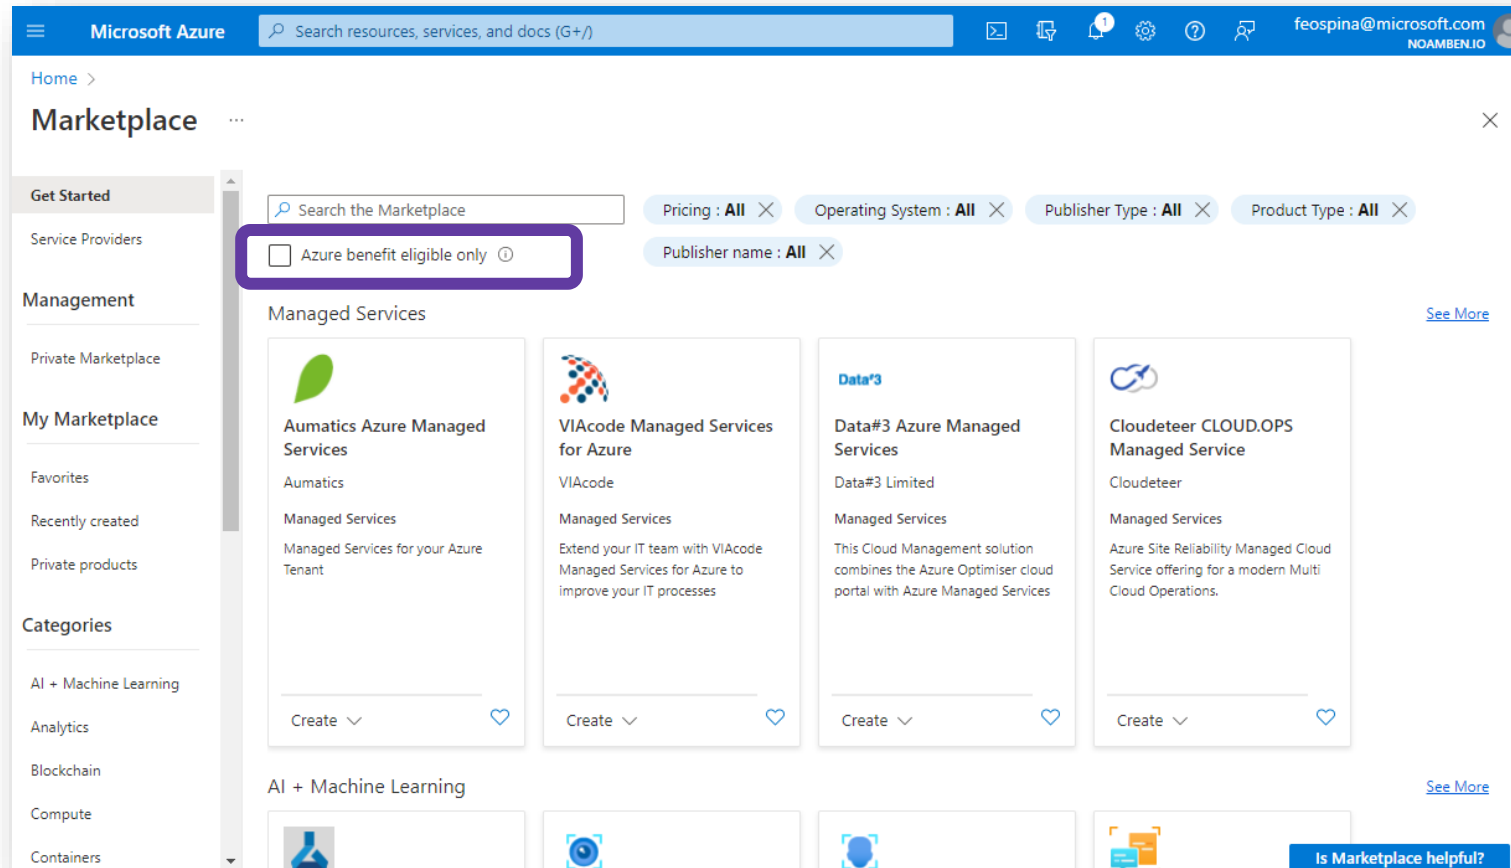 Microsoft Azure
Search resources, services, and docs (G+/)
1
feospina@microsoft.com
NOAMBEN.IO
Home >
Marketplace ...
Get Started
Service Providers
Management
Private Marketplace
My Marketplace
Favorites
Recently created
Private products
Categories
AI + Machine Learning
Analytics
Blockchain
Compute
Containers
Search the Marketplace
Pricing : All
Operating System : All
Publisher Type : All
Product Type : All
Azure benefit eligible only
Publisher name : All
Managed Services
See More
Aumatics Azure Managed
Services
Aumatics
Managed Services
Managed Services for your Azure
Tenant
Create
VIAcode Managed Services
for Azure
VIAcode
Managed Services
Extend your IT team with VIAcode
Managed Services for Azure to
improve your IT processes
Create
Data#3
Data#3 Azure Managed
Services
Data#3 Limited
Managed Services
This Cloud Management solution
combines the Azure Optimiser cloud
portal with Azure Managed Services
Create
Cloudeteer CLOUD.OPS
Managed Service
Cloudeteer
Managed Services
Azure Site Reliability Managed Cloud
Service offering for a modern Multi
Cloud Operations.
Create
AI + Machine Learning
See More
Is Marketplace helpful?